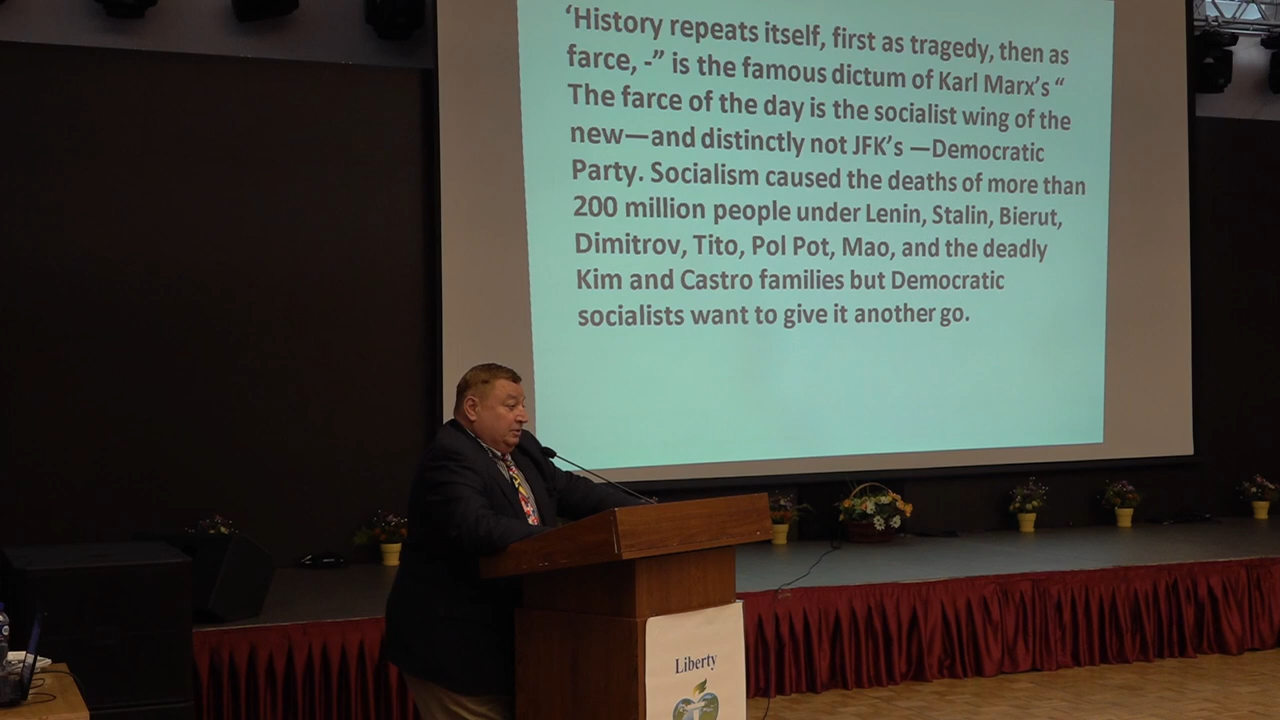 ‘History repeats itself, first as tragedy, then as
farce, -” is the famous dictum of Karl Marx’s “
The farce of the day is the socialist wing of the
new—and distinctly not JFK’s —Democratic
Party. Socialism caused the deaths of more than
200 million people under Lenin, Stalin, Bierut,
Dimitrov, Tito, Pol Pot, Mao, and the deadly
Kim and Castro families but Democratic
socialists want to give it another go.
Liberty